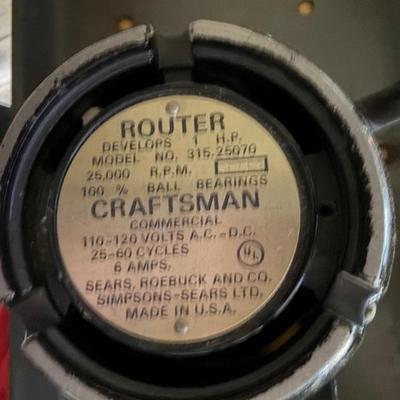 ROUTER
DEVELOPS 1 H.P.
MODEL NO. 315.25070
25,000 R.P.M.
100 % BALL BEARINGS
CRAFTSMAN
COMMERCIAL
110-120 VOLTS A.C.-D.C.
25-60 CYCLES
6 AMPS.
UL
SEARS, ROEBUCK AND CO.
SIMPSONS-SEARS LTD.
MADE IN U.S.A.